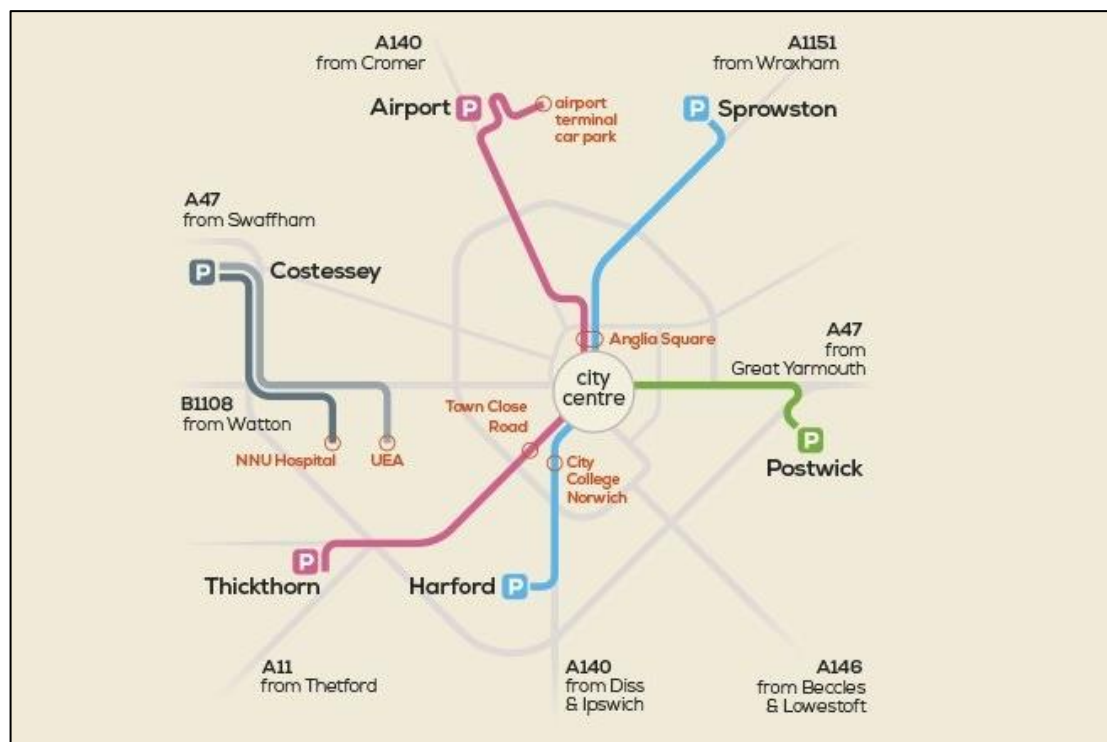 A140
from Cromer
Airport P
airport
terminal
car park
A1151
from Wroxham
P Sprowston
A47
from Swaffham
P Costessey
Anglia Square
A47
from
Great Yarmouth
city
centre
B1108
from Watton
NNU Hospital
UEA
Town Close
Road
City
College
Norwich
P
Postwick
P
Thickthorn
Harford P
A11
from Thetford
A140
from Diss
& Ipswich
A146
from Beccles
& Lowestoft